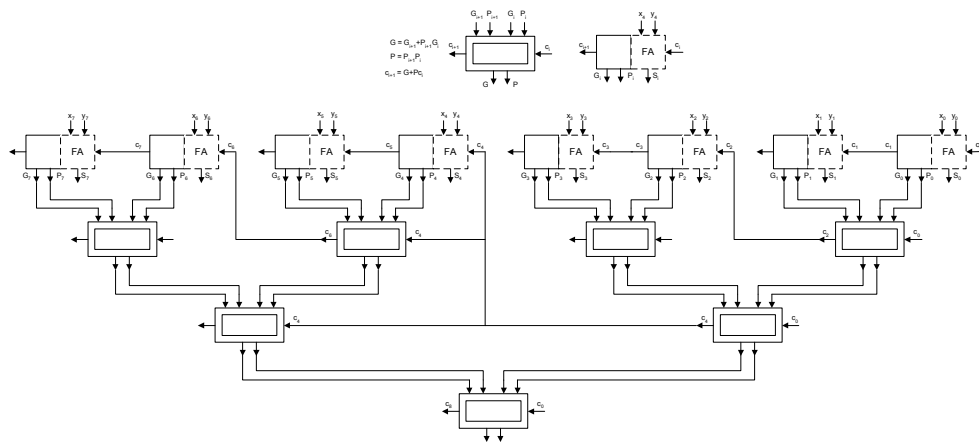 G_{i+1} P_{i+1} G_i P_i
x_4 y_4
G = G_{i+1}+P_{i+1}G_i
P = P_{i+1}P_i
c_{i+1} = G+Pc_i
c_{i+1} c_i
c_{i+1} FA c_i
G P
G_i P_i S_i
x_7 y_7 x_6 y_6 x_5 y_5 x_4 y_4 x_3 y_3 x_2 y_2 x_1 y_1 x_0 y_0
FA c_7 FA c_6 FA c_5 FA c_4 FA c_3 c_3 FA c_2 FA c_1 c_1 FA
G_7 P_7 S_7 G_6 P_6 S_6 G_5 P_5 S_5 G_4 P_4 S_4 G_3 P_3 S_3 G_2 P_2 S_2 G_1 P_1 S_1 G_0 P_0 S_0
c_6 c_4 c_2 c_0
c_4 c_4 c_0
c_8 c_0